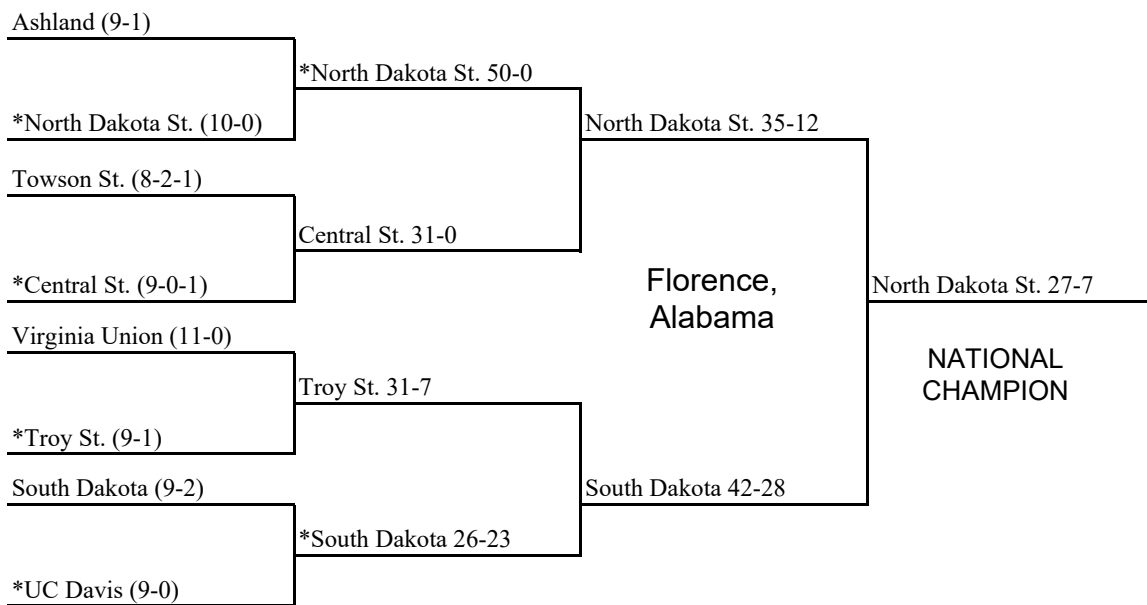 Ashland (9-1)
*North Dakota St. 50-0
*North Dakota St. (10-0)
North Dakota St. 35-12
Towson St. (8-2-1)
Central St. 31-0
*Central St. (9-0-1)
Florence,
Alabama
North Dakota St. 27-7
Virginia Union (11-0)
NATIONAL
CHAMPION
Troy St. 31-7
*Troy St. (9-1)
South Dakota (9-2)
South Dakota 42-28
*South Dakota 26-23
*UC Davis (9-0)